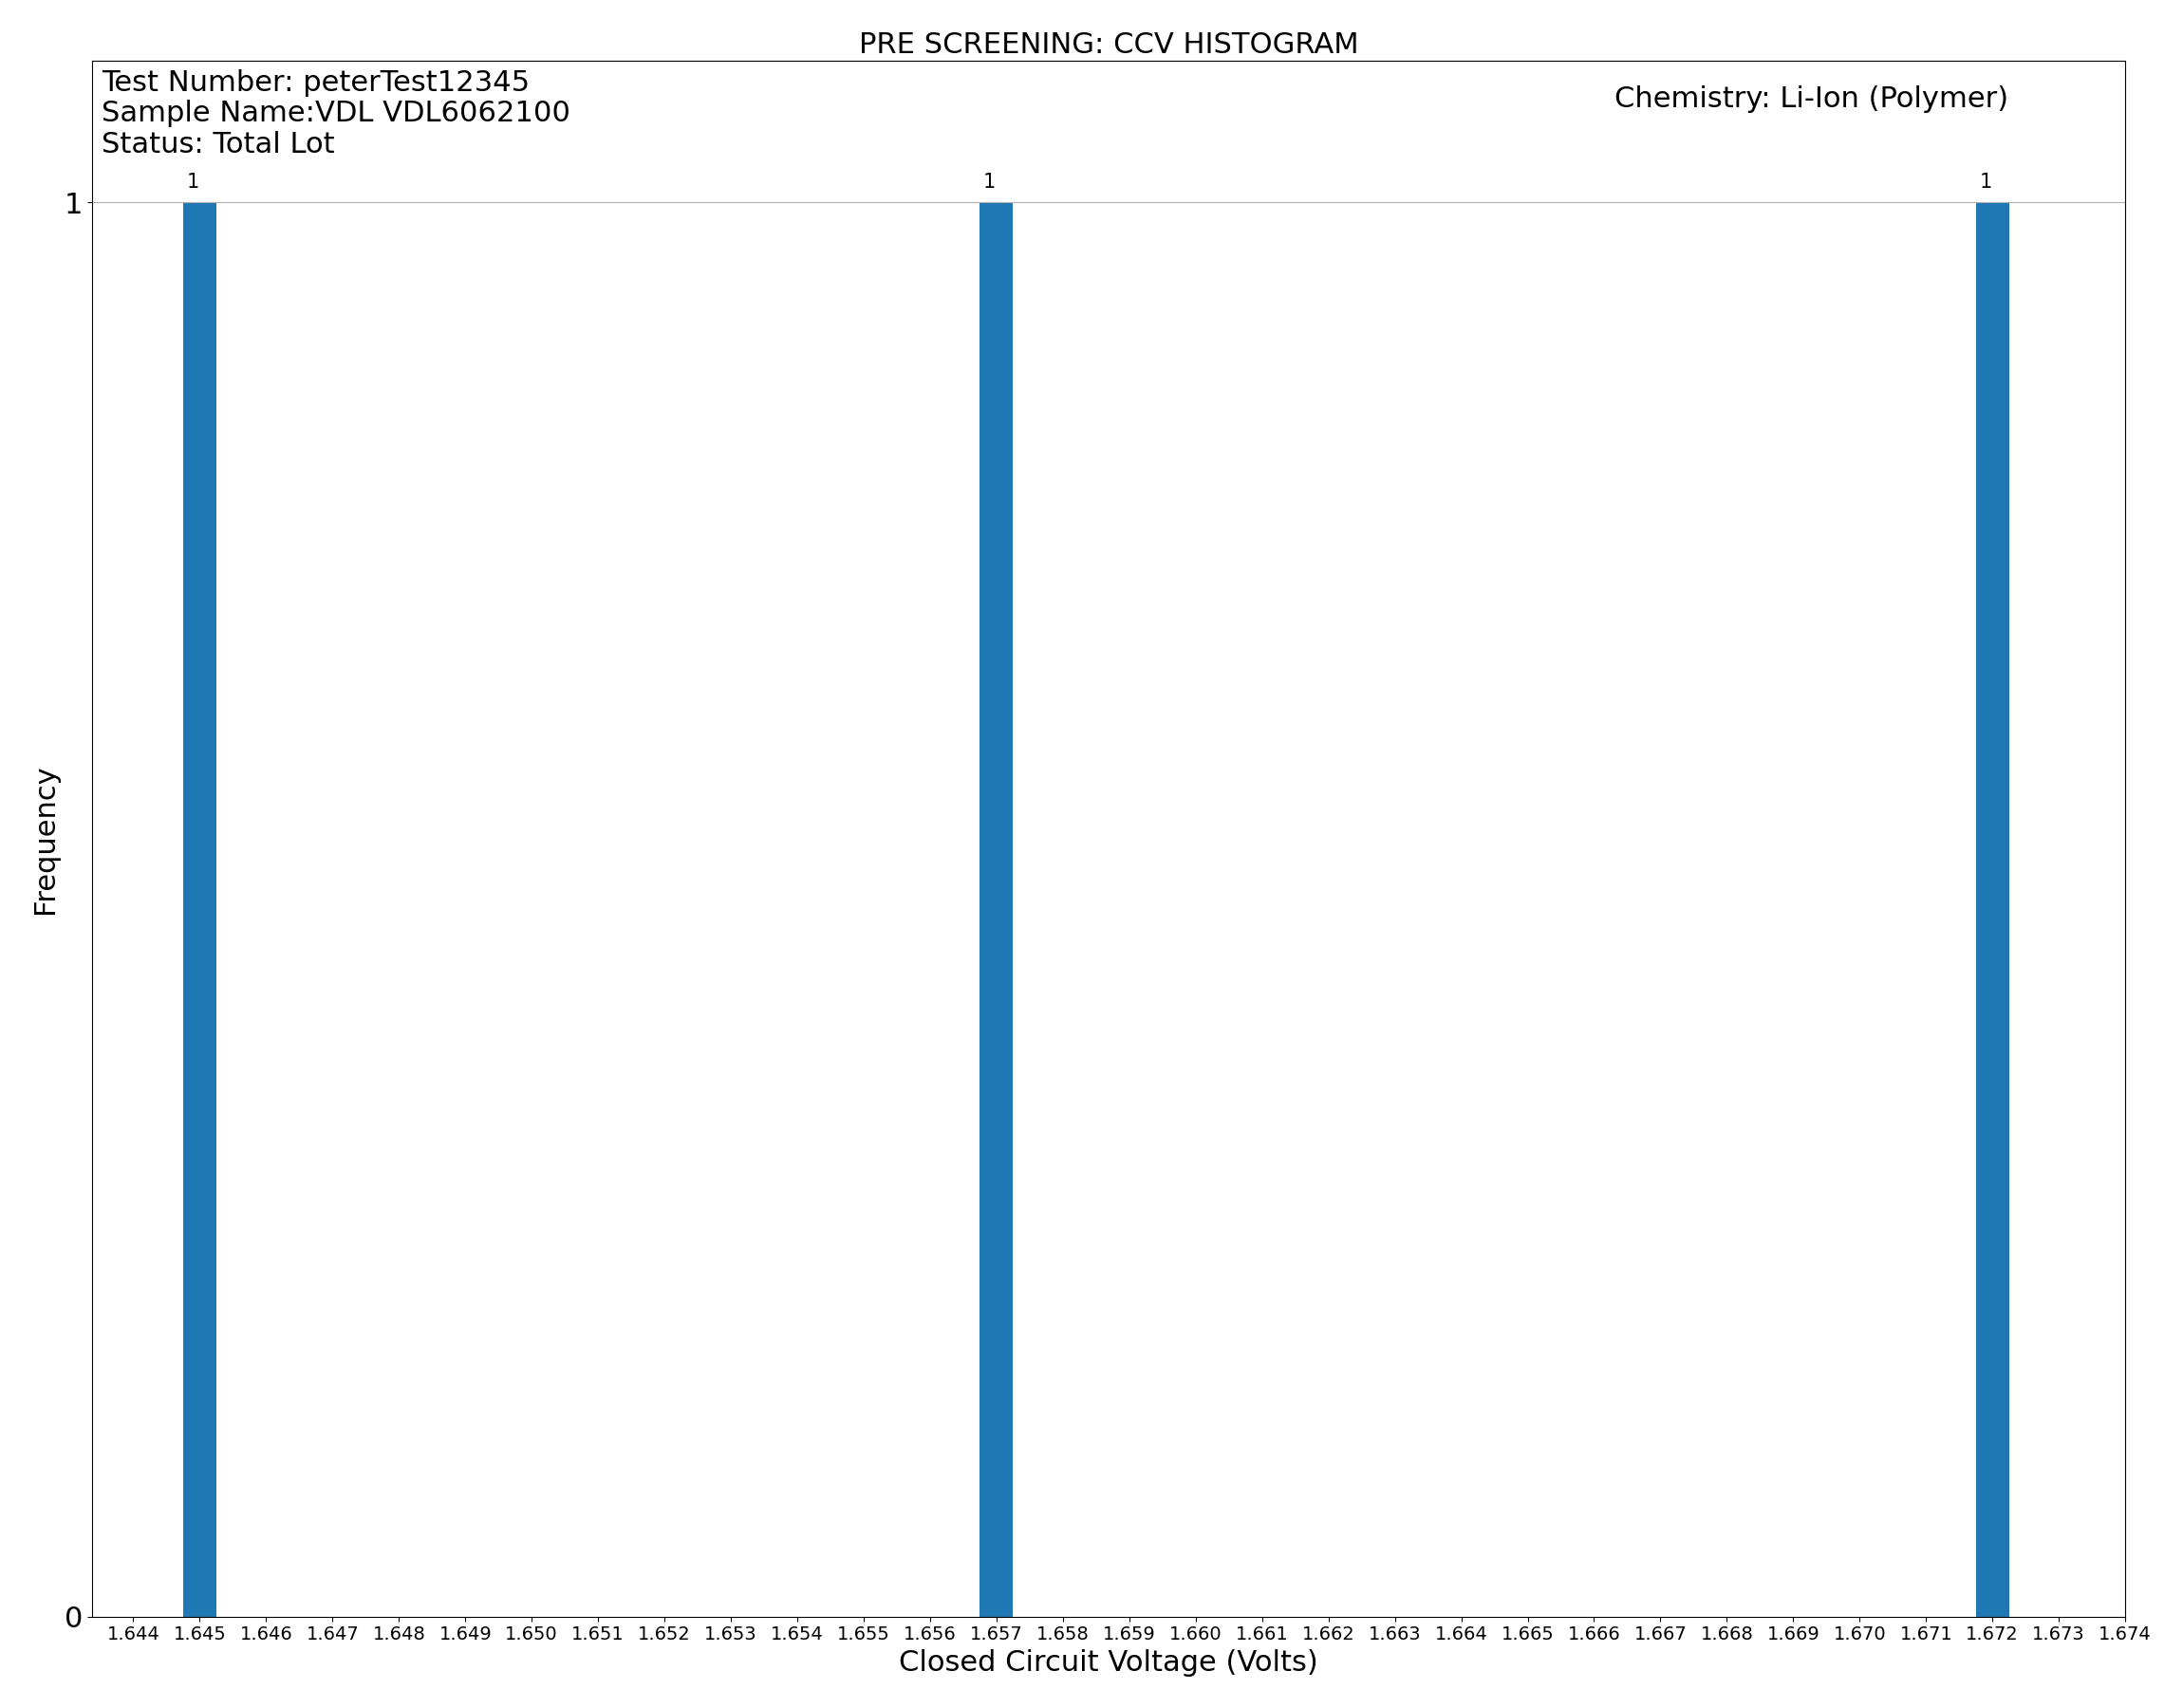 PRE SCREENING: CCV HISTOGRAM
Test Number: peterTest12345
Sample Name:VDL VDL6062100
Status: Total Lot
Chemistry: Li-Ion (Polymer)
1 1 1
1
Frequency
0
1.644 1.645 1.646 1.647 1.648 1.649 1.650 1.651 1.652 1.653 1.654 1.655 1.656 1.657 1.658 1.659 1.660 1.661 1.662 1.663 1.664 1.665 1.666 1.667 1.668 1.669 1.670 1.671 1.672 1.673 1.674
Closed Circuit Voltage (Volts)